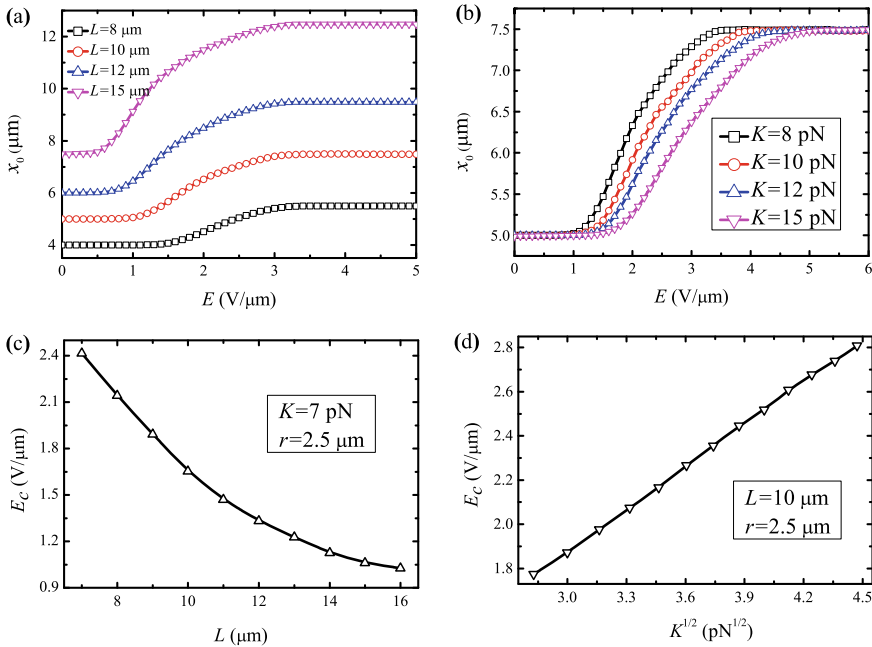 (a)
L=8 μm
L=10 μm
L=12 μm
L=15 μm
12
10
8
6
4
x₀ (μm)
0 1 2 3 4 5
E (V/μm)
(b)
7.5
7.0
6.5
6.0
5.5
5.0
x₀ (μm)
K=8 pN
K=10 pN
K=12 pN
K=15 pN
0 1 2 3 4 5 6
E (V/μm)
(c)
2.4
2.1
1.8
1.5
1.2
0.9
E_C (V/μm)
K=7 pN
r=2.5 μm
8 10 12 14 16
L (μm)
(d)
2.8
2.6
2.4
2.2
2.0
1.8
E_C (V/μm)
L=10 μm
r=2.5 μm
3.0 3.3 3.6 3.9 4.2 4.5
K^1/2 (pN^1/2)